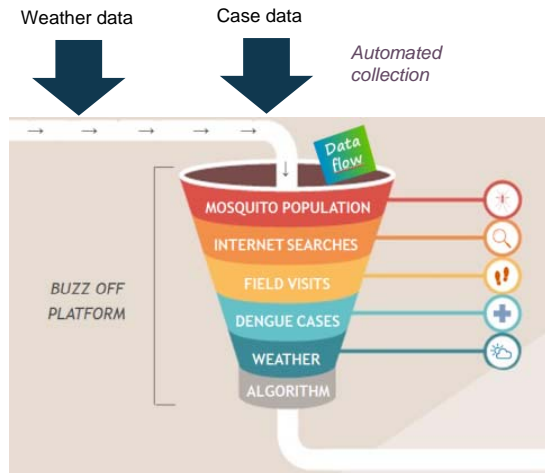 Weather data
Case data
Automated
collection
Data
flow
MOSQUITO POPULATION
INTERNET SEARCHES
FIELD VISITS
BUZZ OFF
PLATFORM
DENGUE CASES
WEATHER
ALGORITHM